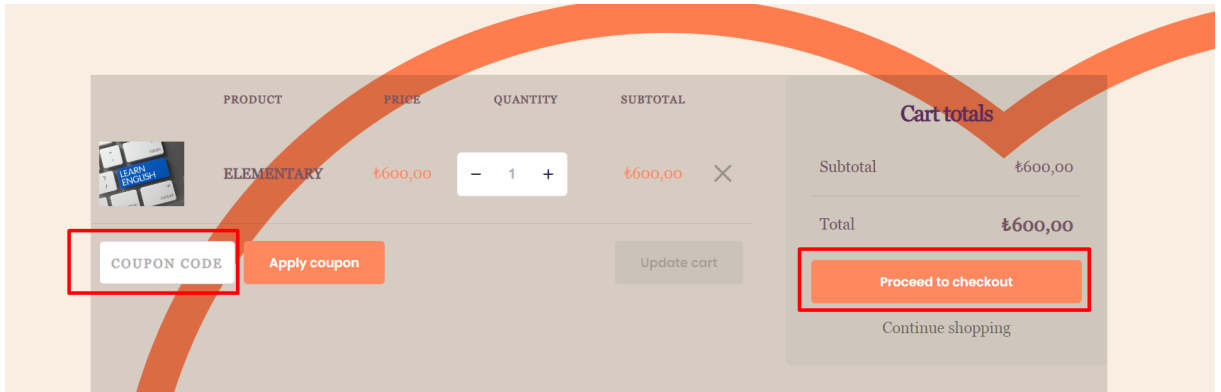 PRODUCT PRICE QUANTITY SUBTOTAL
LEARN
ENGLISH
ELEMENTARY ₺600,00 − 1 + ₺600,00 ×
COUPON CODE Apply coupon Update cart
Cart totals
Subtotal ₺600,00
Total ₺600,00
Proceed to checkout
Continue shopping